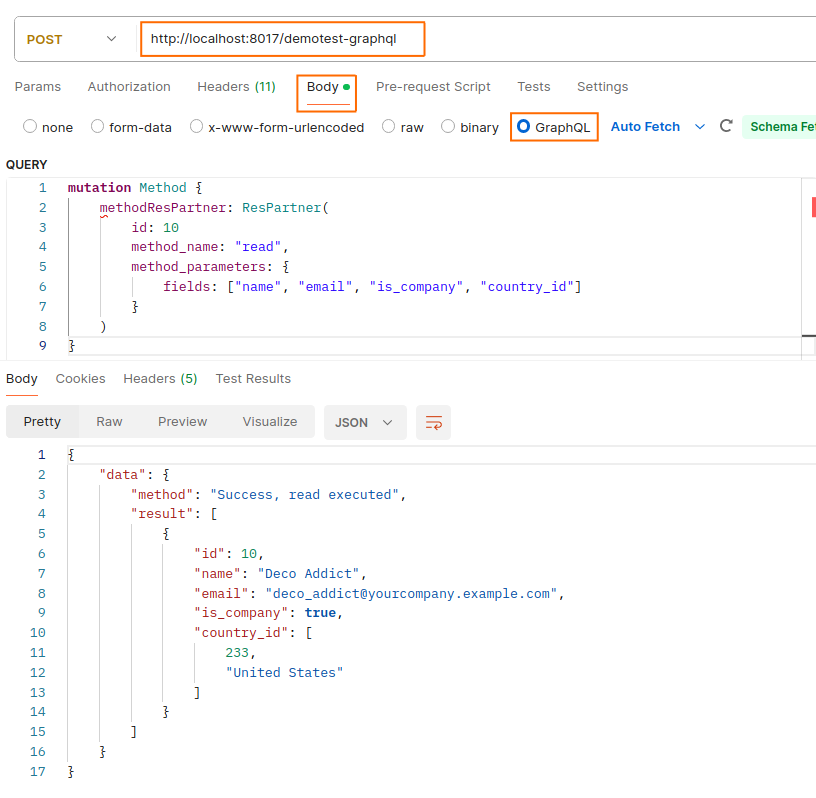 POST http://localhost:8017/demotest-graphql
Params Authorization Headers (11) Body Pre-request Script Tests Settings
none form-data x-www-form-urlencoded raw binary GraphQL Auto Fetch Schema Fet
QUERY
1 mutation Method {
2 methodResPartner: ResPartner(
3 id: 10
4 method_name: "read",
5 method_parameters: {
6 fields: ["name", "email", "is_company", "country_id"]
7 }
8 )
9 }
Body Cookies Headers (5) Test Results
Pretty Raw Preview Visualize JSON
1 {
2 "data": {
3 "method": "Success, read executed",
4 "result": [
5 {
6 "id": 10,
7 "name": "Deco Addict",
8 "email": "deco_addict@yourcompany.example.com",
9 "is_company": true,
10 "country_id": [
11 233,
12 "United States"
13 ]
14 }
15 ]
16 }
17 }